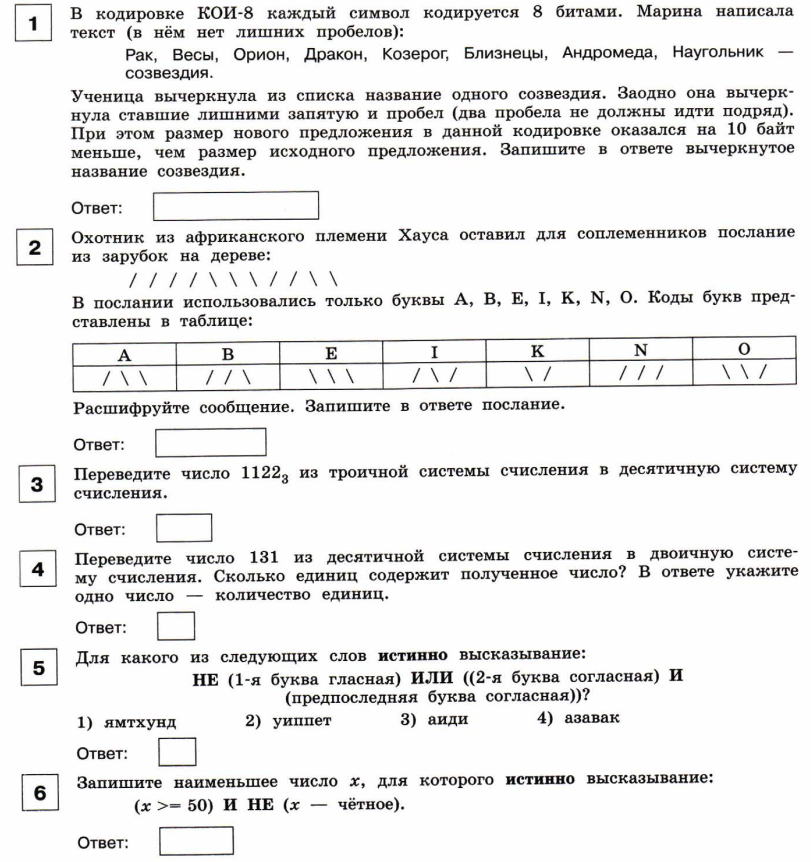 1
В кодировке КОИ-8 каждый символ кодируется 8 битами. Марина написала
текст (в нём нет лишних пробелов):
Рак, Весы, Орион, Дракон, Козерог, Близнецы, Андромеда, Наугольник —
созвездия.
Ученица вычеркнула из списка название одного созвездия. Заодно она вычерк-
нула ставшие лишними запятую и пробел (два пробела не должны идти подряд).
При этом размер нового предложения в данной кодировке оказался на 10 байт
меньше, чем размер исходного предложения. Запишите в ответе вычеркнутое
название созвездия.
Ответ:
2
Охотник из африканского племени Хауса оставил для соплеменников послание
из зарубок на дереве:
/ / / / \ \ \ / / / \ \
В послании использовались только буквы A, B, E, I, K, N, O. Коды букв пред-
ставлены в таблице:
A B E I K N O
/ \ \ / / \ \ \ \ / \ / \ / / / / \ \ /
Расшифруйте сообщение. Запишите в ответе послание.
Ответ:
3
Переведите число 1122₃ из троичной системы счисления в десятичную систему
счисления.
Ответ:
4
Переведите число 131 из десятичной системы счисления в двоичную систе-
му счисления. Сколько единиц содержит полученное число? В ответе укажите
одно число — количество единиц.
Ответ:
5
Для какого из следующих слов истинно высказывание:
НЕ (1-я буква гласная) ИЛИ ((2-я буква согласная) И
(предпоследняя буква согласная))?
1) ямтхунд 2) уиппет 3) аиди 4) азавак
Ответ:
6
Запишите наименьшее число x, для которого истинно высказывание:
(x >= 50) И НЕ (x — чётное).
Ответ: